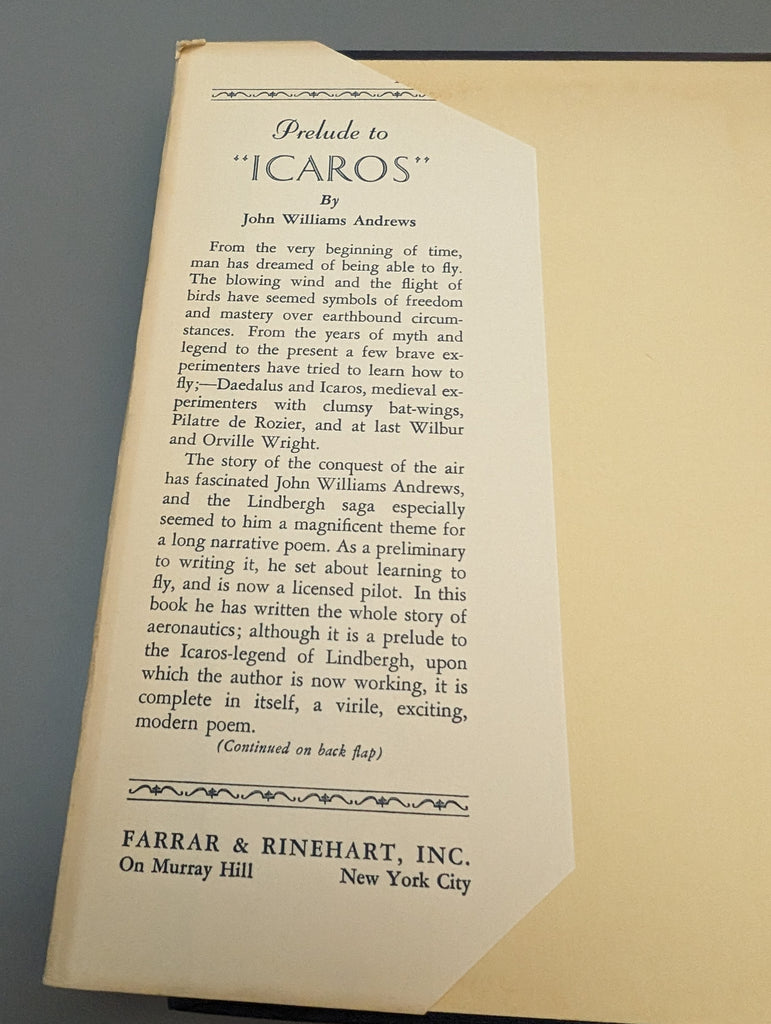 Prelude to
"ICAROS"
By
John Williams Andrews
From the very beginning of time,
man has dreamed of being able to fly.
The blowing wind and the flight of
birds have seemed symbols of freedom
and mastery over earthbound circum-
stances. From the years of myth and
legend to the present a few brave ex-
perimenters have tried to learn how to
fly;—Daedalus and Icaros, medieval ex-
perimenters with clumsy bat-wings,
Pilatre de Rozier, and at last Wilbur
and Orville Wright.
The story of the conquest of the air
has fascinated John Williams Andrews,
and the Lindbergh saga especially
seemed to him a magnificent theme for
a long narrative poem. As a preliminary
to writing it, he set about learning to
fly, and is now a licensed pilot. In this
book he has written the whole story of
aeronautics; although it is a prelude to
the Icaros-legend of Lindbergh, upon
which the author is now working, it is
complete in itself, a virile, exciting,
modern poem.
(Continued on back flap)
FARRAR & RINEHART, INC.
On Murray Hill New York City